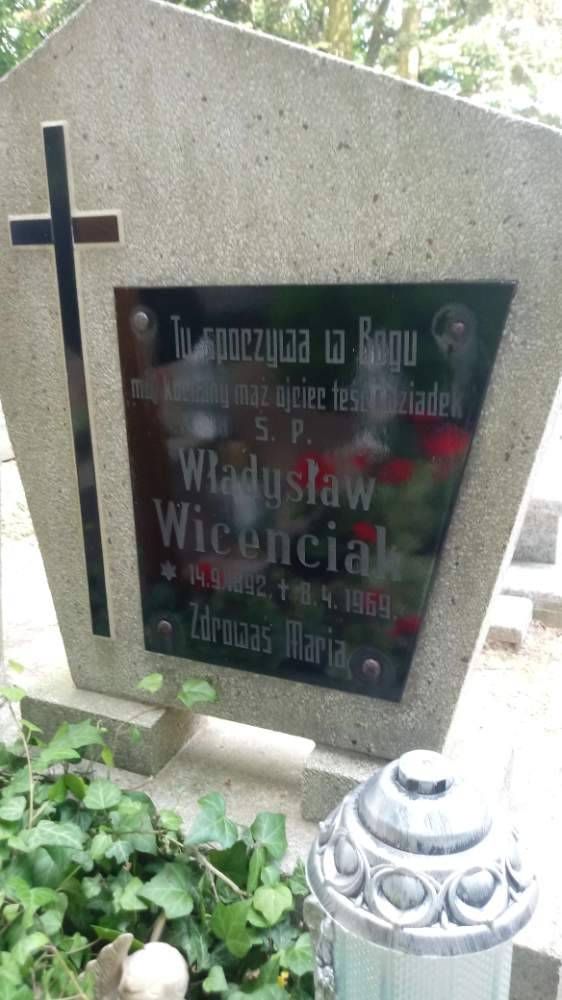 Tu spoczywa w Bogu
mój kochany mąż ojciec teść i dziadek
Ś. P.
Władysław
Wicenciak
* 14.9.1892. † 8.4.1969.
Zdrowaś Maria